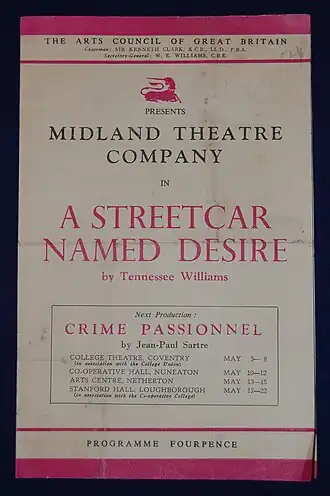 THE ARTS COUNCIL OF GREAT BRITAIN
Chairman: SIR KENNETH CLARK, K.C.B., LL.D., F.B.A.
Secretary-General: W. E. WILLIAMS, C.B.E.
PRESENTS
MIDLAND THEATRE
COMPANY
IN
A STREETCAR
NAMED DESIRE
by Tennessee Williams
Next Production:
CRIME PASSIONNEL
by Jean-Paul Sartre
COLLEGE THEATRE, COVENTRY MAY 3—8
(in association with the College Union)
CO-OPERATIVE HALL, NUNEATON MAY 10—12
ARTS CENTRE, NETHERTON MAY 13—15
STANFORD HALL, LOUGHBOROUGH MAY 17—22
(in association with the Co-operative College)
PROGRAMME FOURPENCE